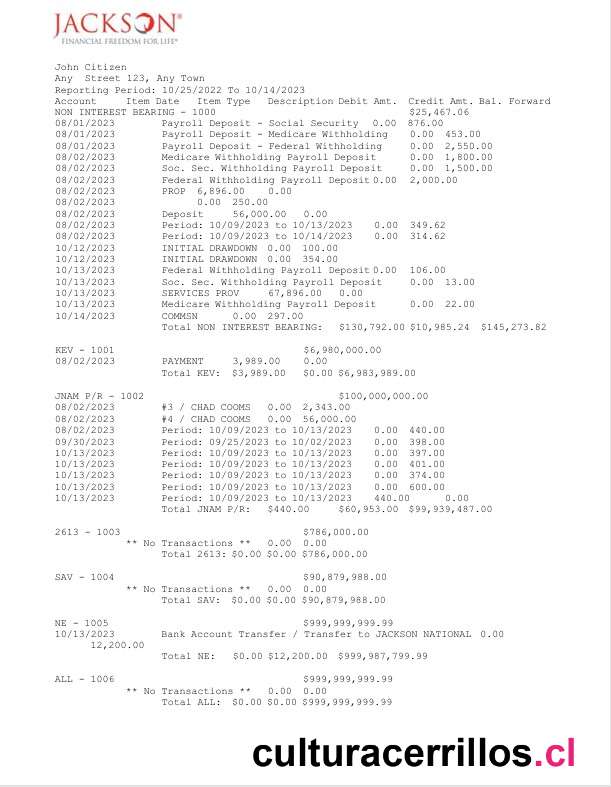 JACKSON®
FINANCIAL FREEDOM FOR LIFE®
John Citizen
Any Street 123, Any Town
Reporting Period: 10/25/2022 To 10/14/2023
Account Item Date Item Type Description Debit Amt. Credit Amt. Bal. Forward
NON INTEREST BEARING - 1000 $25,467.06
08/01/2023 Payroll Deposit - Social Security 0.00 876.00
08/01/2023 Payroll Deposit - Medicare Withholding 0.00 453.00
08/01/2023 Payroll Deposit - Federal Withholding 0.00 2,550.00
08/02/2023 Medicare Withholding Payroll Deposit 0.00 1,800.00
08/02/2023 Soc. Sec. Withholding Payroll Deposit 0.00 1,500.00
08/02/2023 Federal Withholding Payroll Deposit 0.00 2,000.00
08/02/2023 PROP 6,896.00 0.00
08/02/2023 0.00 250.00
08/02/2023 Deposit 56,000.00 0.00
08/02/2023 Period: 10/09/2023 to 10/13/2023 0.00 349.62
08/02/2023 Period: 10/09/2023 to 10/14/2023 0.00 314.62
10/12/2023 INITIAL DRAWDOWN 0.00 100.00
10/12/2023 INITIAL DRAWDOWN 0.00 354.00
10/13/2023 Federal Withholding Payroll Deposit 0.00 106.00
10/13/2023 Soc. Sec. Withholding Payroll Deposit 0.00 13.00
10/13/2023 SERVICES PROV 67,896.00 0.00
10/13/2023 Medicare Withholding Payroll Deposit 0.00 22.00
10/14/2023 COMMSN 0.00 297.00
Total NON INTEREST BEARING: $130,792.00 $10,985.24 $145,273.82
KEV - 1001 $6,980,000.00
08/02/2023 PAYMENT 3,989.00 0.00
Total KEV: $3,989.00 $0.00 $6,983,989.00
JNAM P/R - 1002 $100,000,000.00
08/02/2023 #3 / CHAD COOMS 0.00 2,343.00
08/02/2023 #4 / CHAD COOMS 0.00 56,000.00
08/02/2023 Period: 10/09/2023 to 10/13/2023 0.00 440.00
09/30/2023 Period: 09/25/2023 to 10/02/2023 0.00 398.00
10/13/2023 Period: 10/09/2023 to 10/13/2023 0.00 397.00
10/13/2023 Period: 10/09/2023 to 10/13/2023 0.00 401.00
10/13/2023 Period: 10/09/2023 to 10/13/2023 0.00 374.00
10/13/2023 Period: 10/09/2023 to 10/13/2023 0.00 600.00
10/13/2023 Period: 10/09/2023 to 10/13/2023 440.00 0.00
Total JNAM P/R: $440.00 $60,953.00 $99,939,487.00
2613 - 1003 $786,000.00
** No Transactions ** 0.00 0.00
Total 2613: $0.00 $0.00 $786,000.00
SAV - 1004 $90,879,988.00
** No Transactions ** 0.00 0.00
Total SAV: $0.00 $0.00 $90,879,988.00
NE - 1005 $999,999,999.99
10/13/2023 Bank Account Transfer / Transfer to JACKSON NATIONAL 0.00
12,200.00
Total NE: $0.00 $12,200.00 $999,987,799.99
ALL - 1006 $999,999,999.99
** No Transactions ** 0.00 0.00
Total ALL: $0.00 $0.00 $999,999,999.99
culturacerrillos.cl